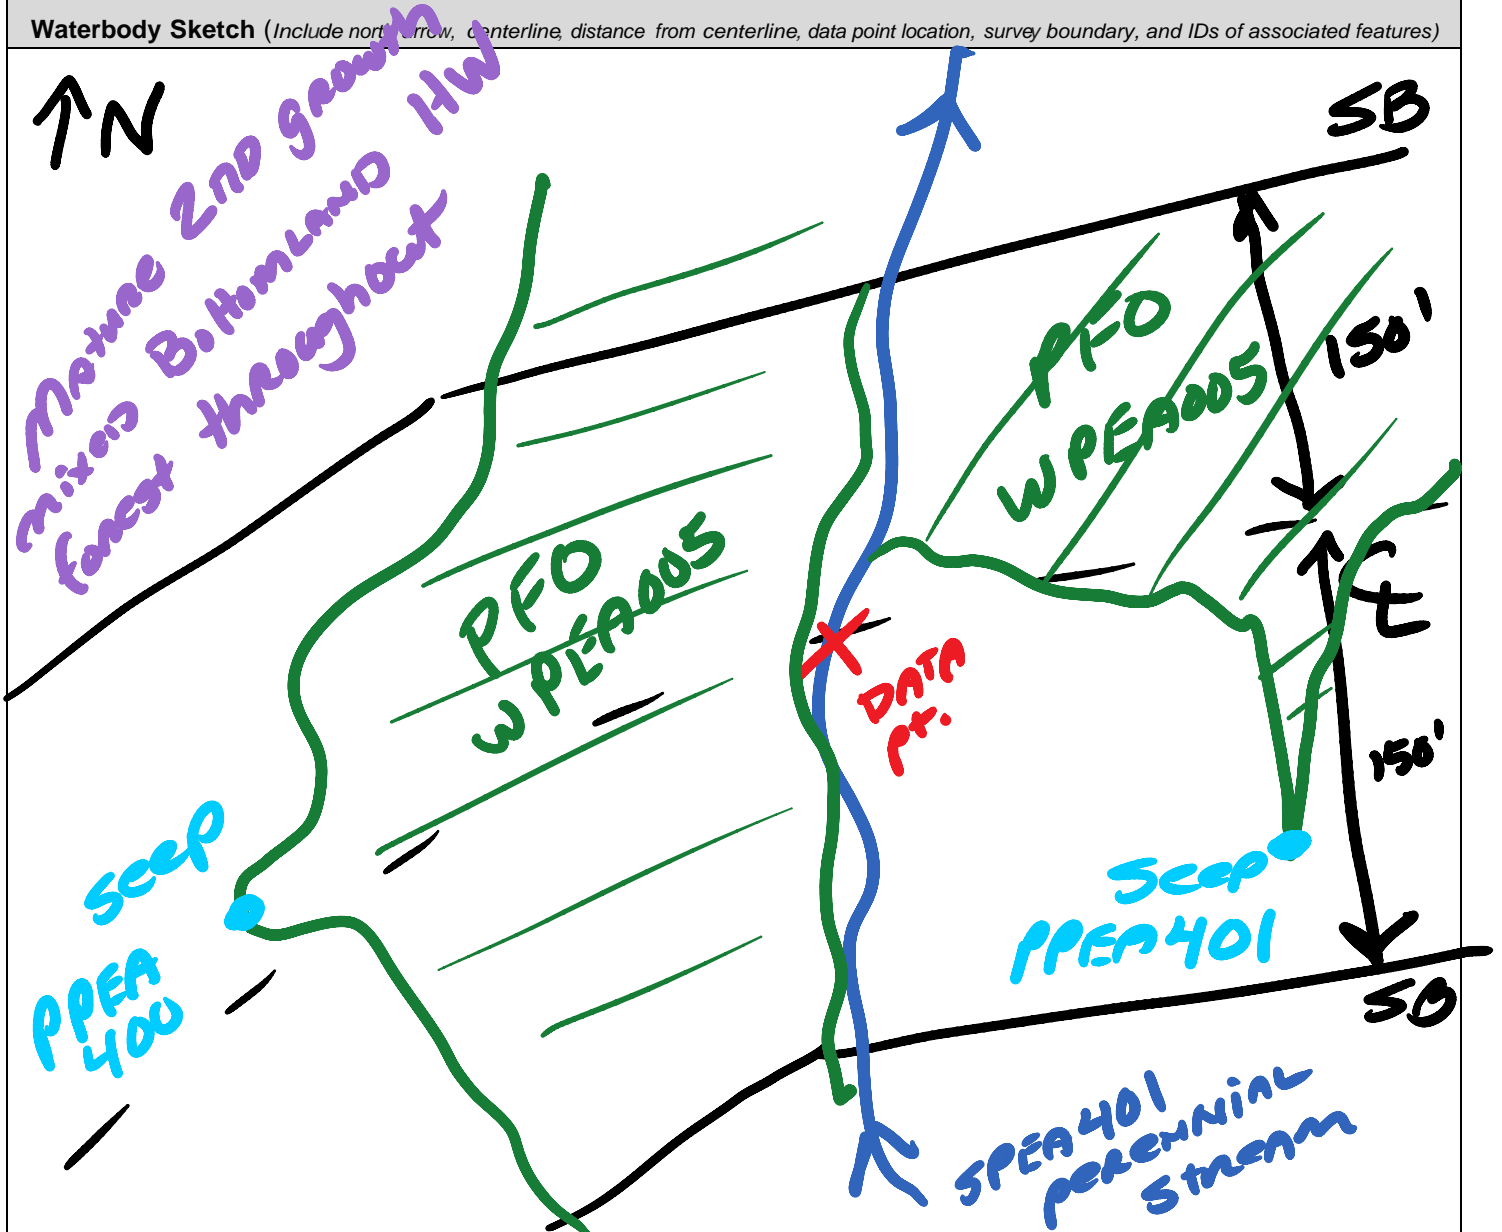 Waterbody Sketch (Include north arrow, centerline, distance from centerline, data point location, survey boundary, and IDs of associated features)
N
MATURE 2ND growth
mixed BottomLAND HW
forest throughout
SB
150'
PFO
WPEA005
PFO
WPEA005
℄
DATA
Pt.
150'
Seep
PPEA
400
Seep
PPEA401
SB
SPEA401
perennial
Stream